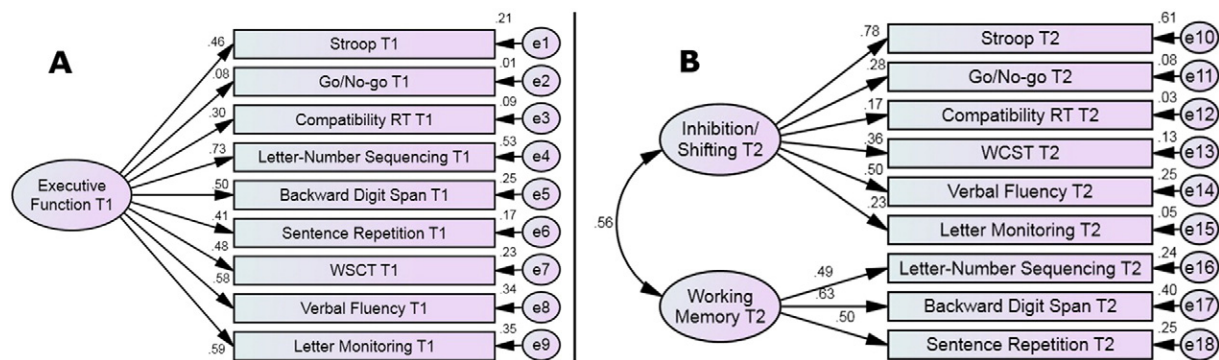 A
Executive
Function T1
.46
.08
.30
.73
.50
.41
.48
.58
.59
Stroop T1
.21
e1
Go/No-go T1
.01
e2
Compatibility RT T1
.09
e3
Letter-Number Sequencing T1
.53
e4
Backward Digit Span T1
.25
e5
Sentence Repetition T1
.17
e6
WSCT T1
.23
e7
Verbal Fluency T1
.34
e8
Letter Monitoring T1
.35
e9
B
.56
Inhibition/
Shifting T2
.78
.28
.17
.36
.50
.23
Stroop T2
.61
e10
Go/No-go T2
.08
e11
Compatibility RT T2
.03
e12
WCST T2
.13
e13
Verbal Fluency T2
.25
e14
Letter Monitoring T2
.05
e15
Working
Memory T2
.49
.63
.50
Letter-Number Sequencing T2
.24
e16
Backward Digit Span T2
.40
e17
Sentence Repetition T2
.25
e18